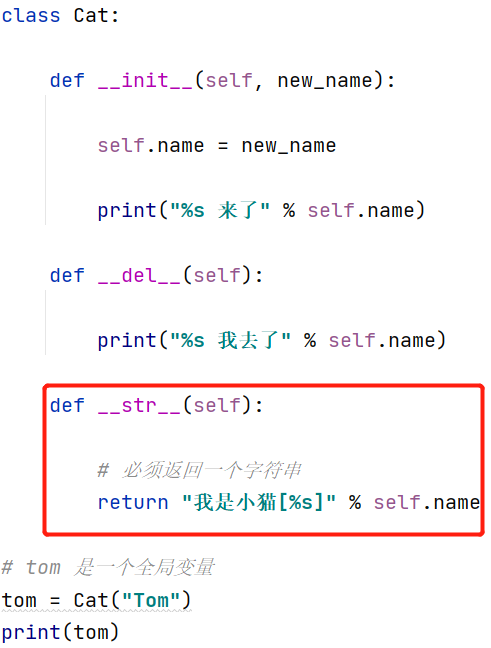 class Cat:
    def __init__(self, new_name):
        self.name = new_name
        print("%s 来了" % self.name)
    def __del__(self):
        print("%s 我去了" % self.name)
    def __str__(self):
        # 必须返回一个字符串
        return "我是小猫[%s]" % self.name
# tom 是一个全局变量
tom = Cat("Tom")
print(tom)